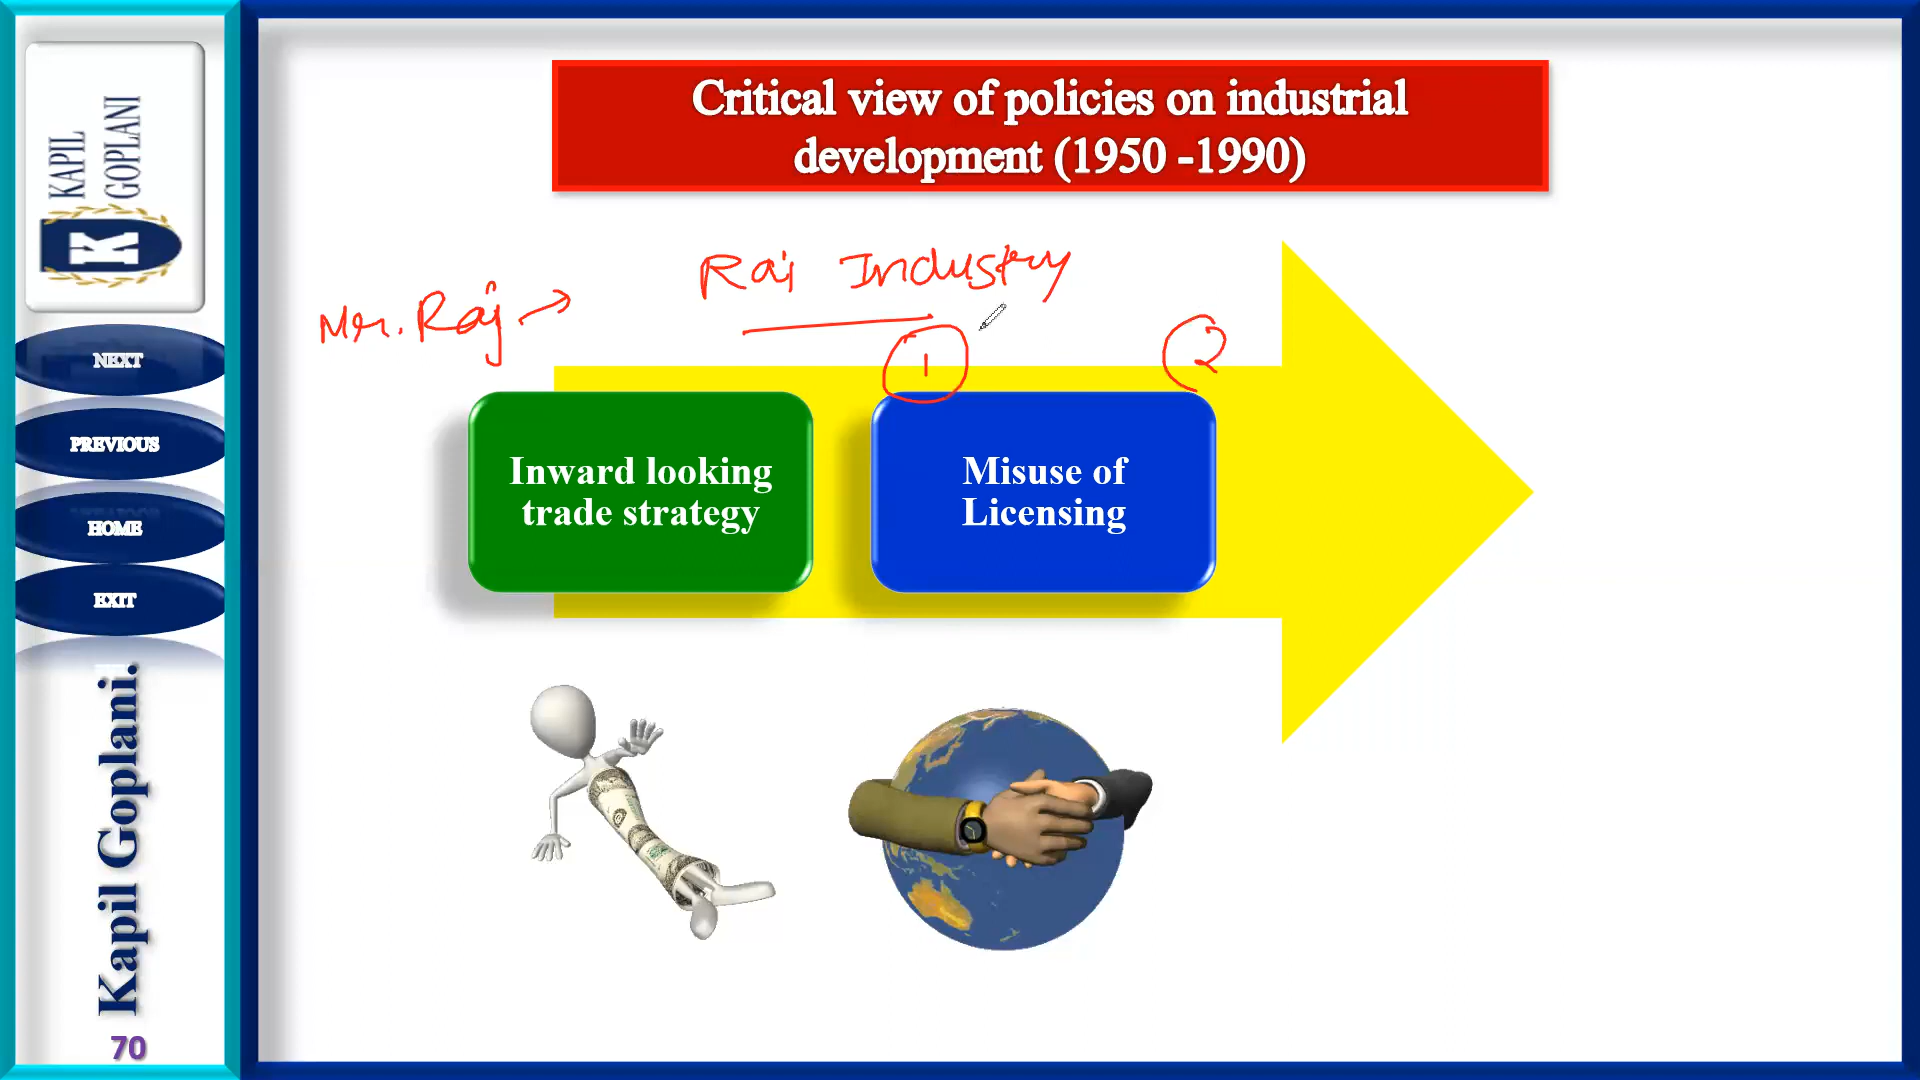 KAPIL
GOPLANI
K
NEXT
PREVIOUS
HOME
EXIT
Kapil Goplani.
70
Critical view of policies on industrial
development (1950 -1990)
Raj Industry
Mr. Raj →
1
2
Inward looking
trade strategy
Misuse of
Licensing